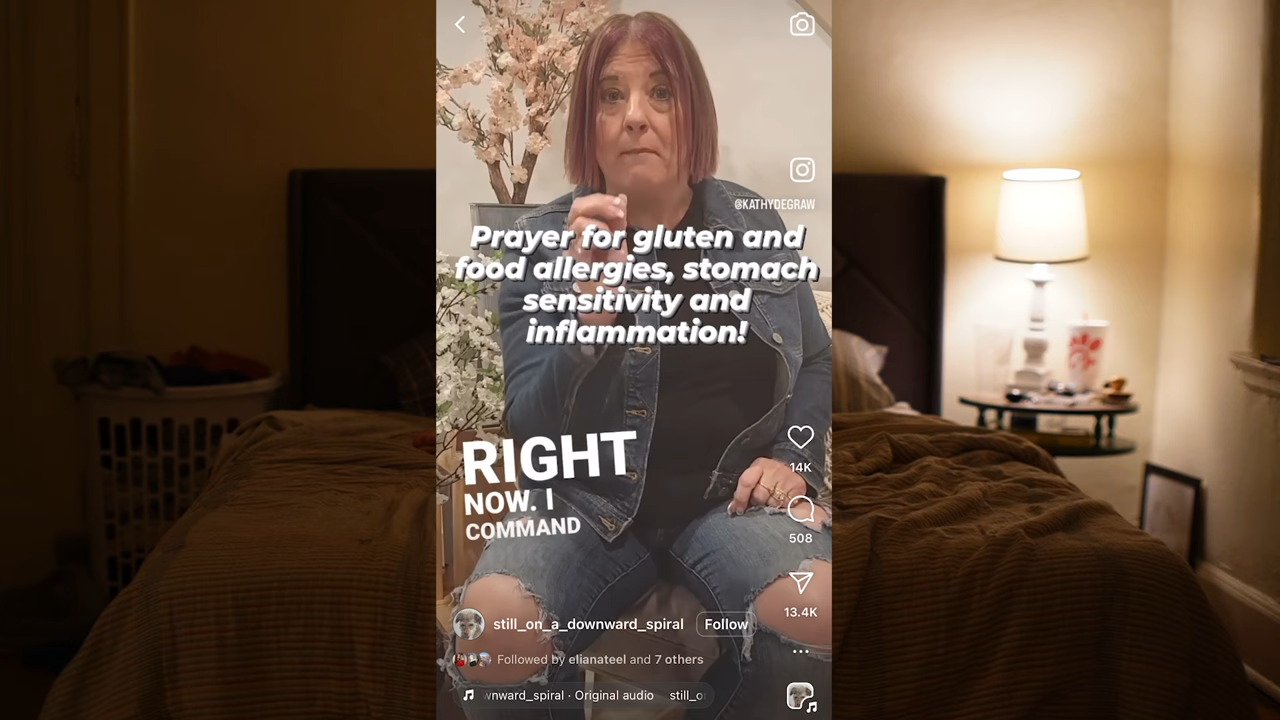 @KATHYDEGRAW
Prayer for gluten and
food allergies, stomach
sensitivity and
inflammation!
RIGHT
NOW. I
COMMAND
14K
508
13.4K
still_on_a_downward_spiral
Follow
Followed by elianateel and 7 others
wnward_spiral · Original audio still_o